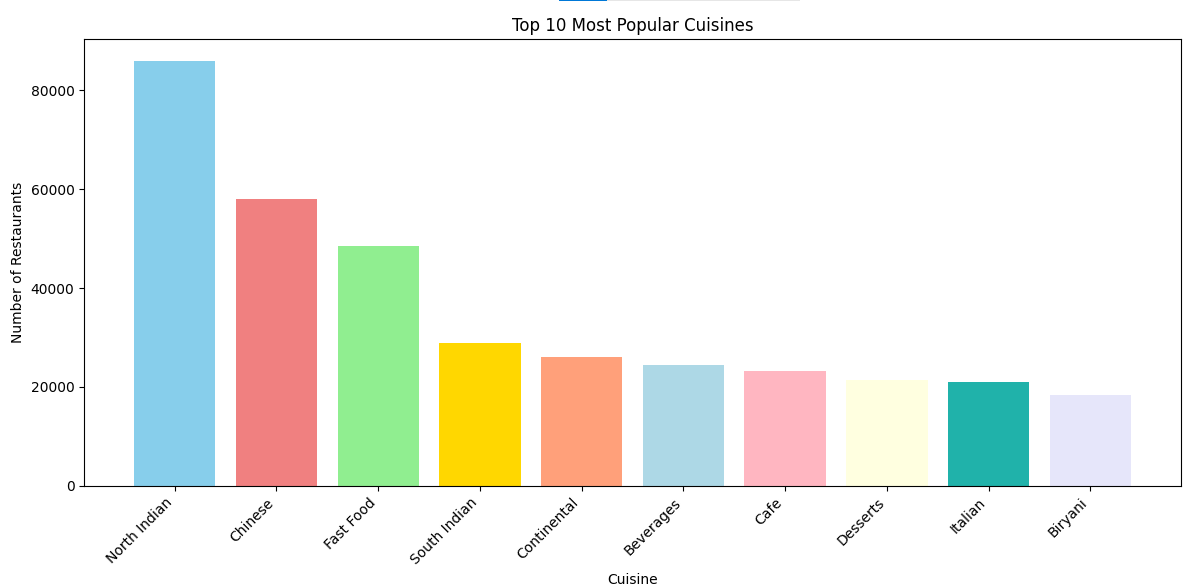 Top 10 Most Popular Cuisines
Number of Restaurants
80000
60000
40000
20000
0
North Indian
Chinese
Fast Food
South Indian
Continental
Beverages
Cafe
Desserts
Italian
Biryani
Cuisine